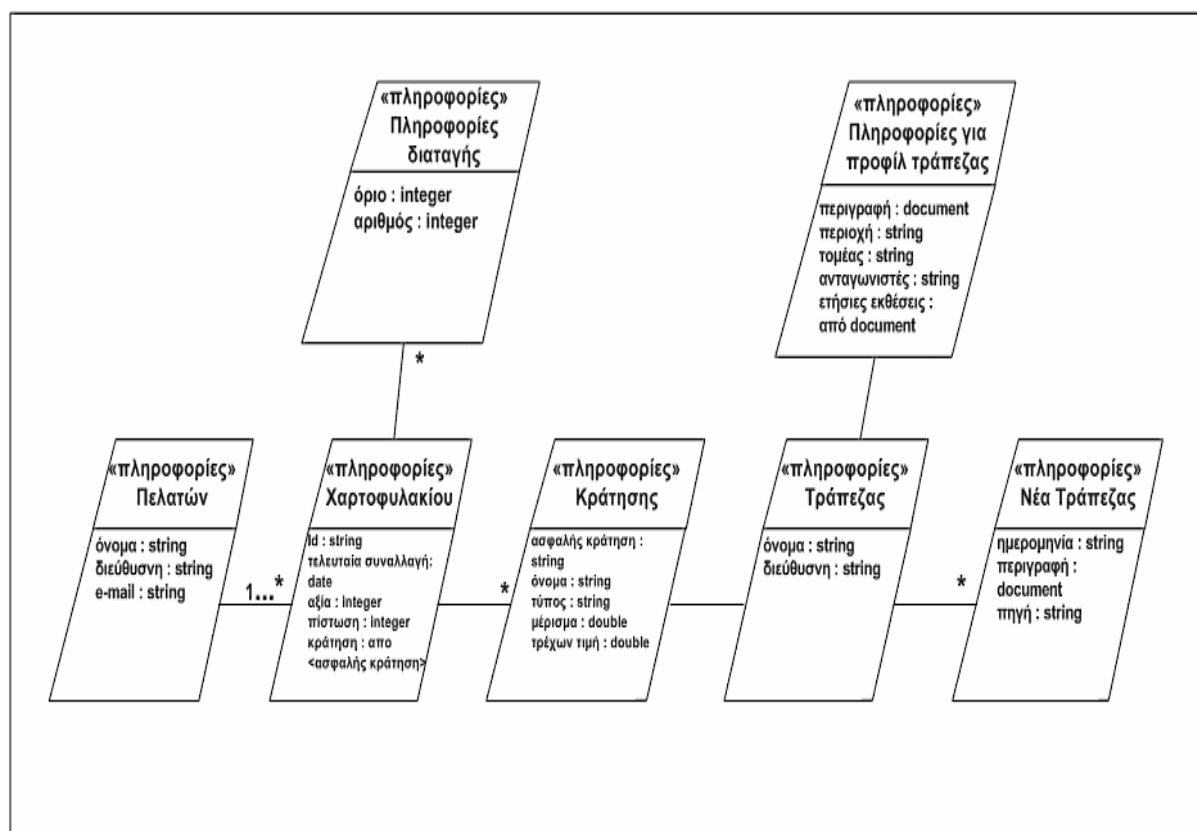 «πληροφορίες»
Πληροφορίες
διαταγής
όριο : integer
αριθμός : integer
*
«πληροφορίες»
Πληροφορίες για
προφίλ τράπεζας
περιγραφή : document
περιοχή : string
τομέας : string
ανταγωνιστές : string
ετήσιες εκθέσεις :
από document
«πληροφορίες»
Πελατών
όνομα : string
διεύθυσνη : string
e-mail : string
1...*
«πληροφορίες»
Χαρτοφυλακίου
Id : string
τελευταία συναλλαγή:
date
αξία : integer
πίστωση : integer
κράτηση : απο
<ασφαλής κράτηση>
*
«πληροφορίες»
Κράτησης
ασφαλής κράτηση :
string
όνομα : string
τύπος : string
μέρισμα : double
τρέχων τιμή : double
«πληροφορίες»
Τράπεζας
όνομα : string
διεύθυσνη : string
*
«πληροφορίες»
Νέα Τράπεζας
ημερομηνία : string
περιγραφή :
document
πηγή : string